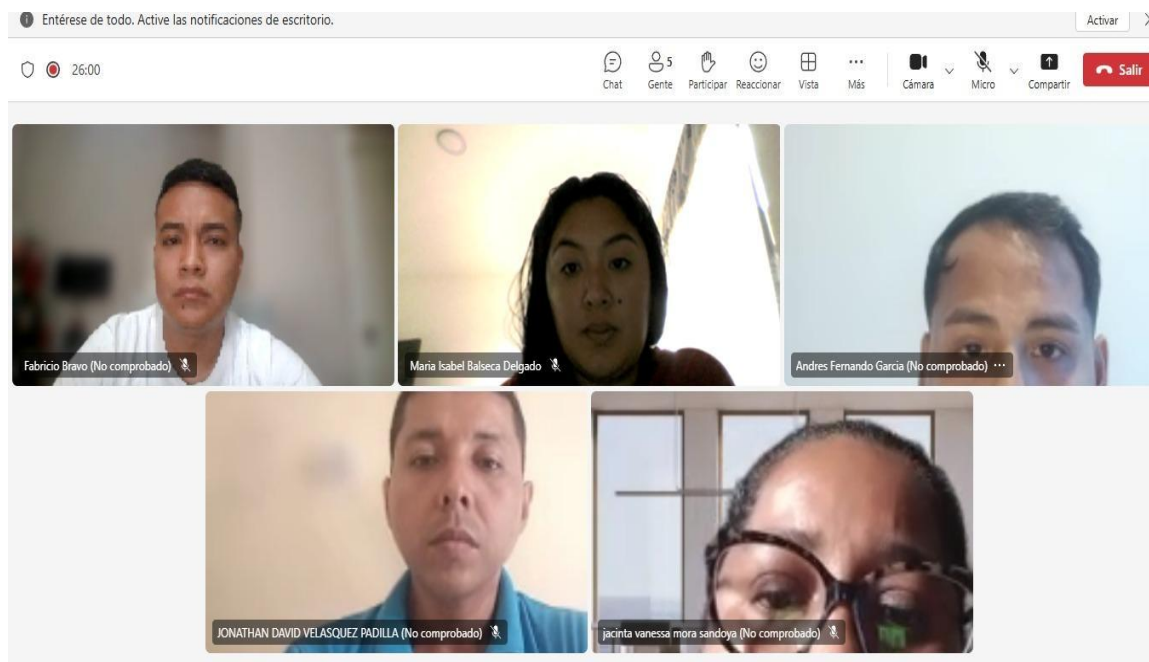 Entérese de todo. Active las notificaciones de escritorio.
Activar
26:00
5
Chat Gente Participar Reaccionar Vista Más Cámara Micro Compartir Salir
Fabricio Bravo (No comprobado)
Maria Isabel Balseca Delgado
Andres Fernando Garcia (No comprobado)
JONATHAN DAVID VELASQUEZ PADILLA (No comprobado)
jacinta vanessa mora sandoya (No comprobado)